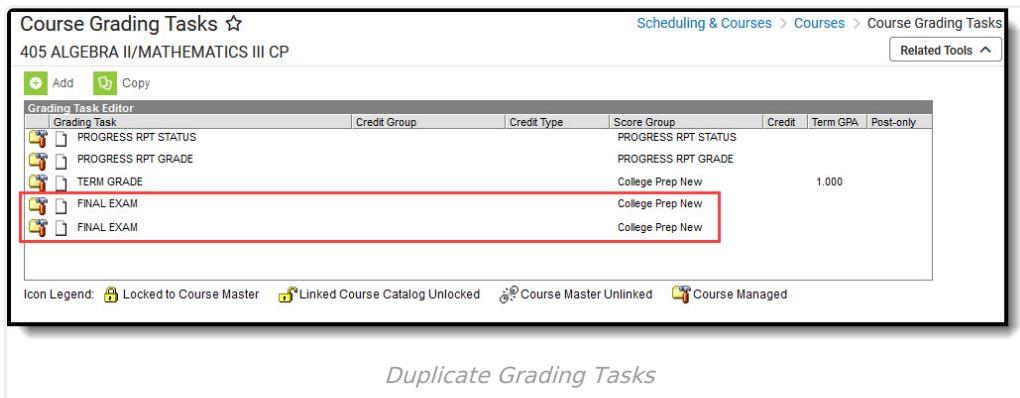 Course Grading Tasks ☆ Scheduling & Courses > Courses > Course Grading Tasks
405 ALGEBRA II/MATHEMATICS III CP Related Tools
Add Copy
Grading Task Editor
Grading Task Credit Group Credit Type Score Group Credit Term GPA Post-only
PROGRESS RPT STATUS PROGRESS RPT STATUS
PROGRESS RPT GRADE PROGRESS RPT GRADE
TERM GRADE College Prep New 1.000
FINAL EXAM College Prep New
FINAL EXAM College Prep New
Icon Legend: Locked to Course Master Linked Course Catalog Unlocked Course Master Unlinked Course Managed
Duplicate Grading Tasks